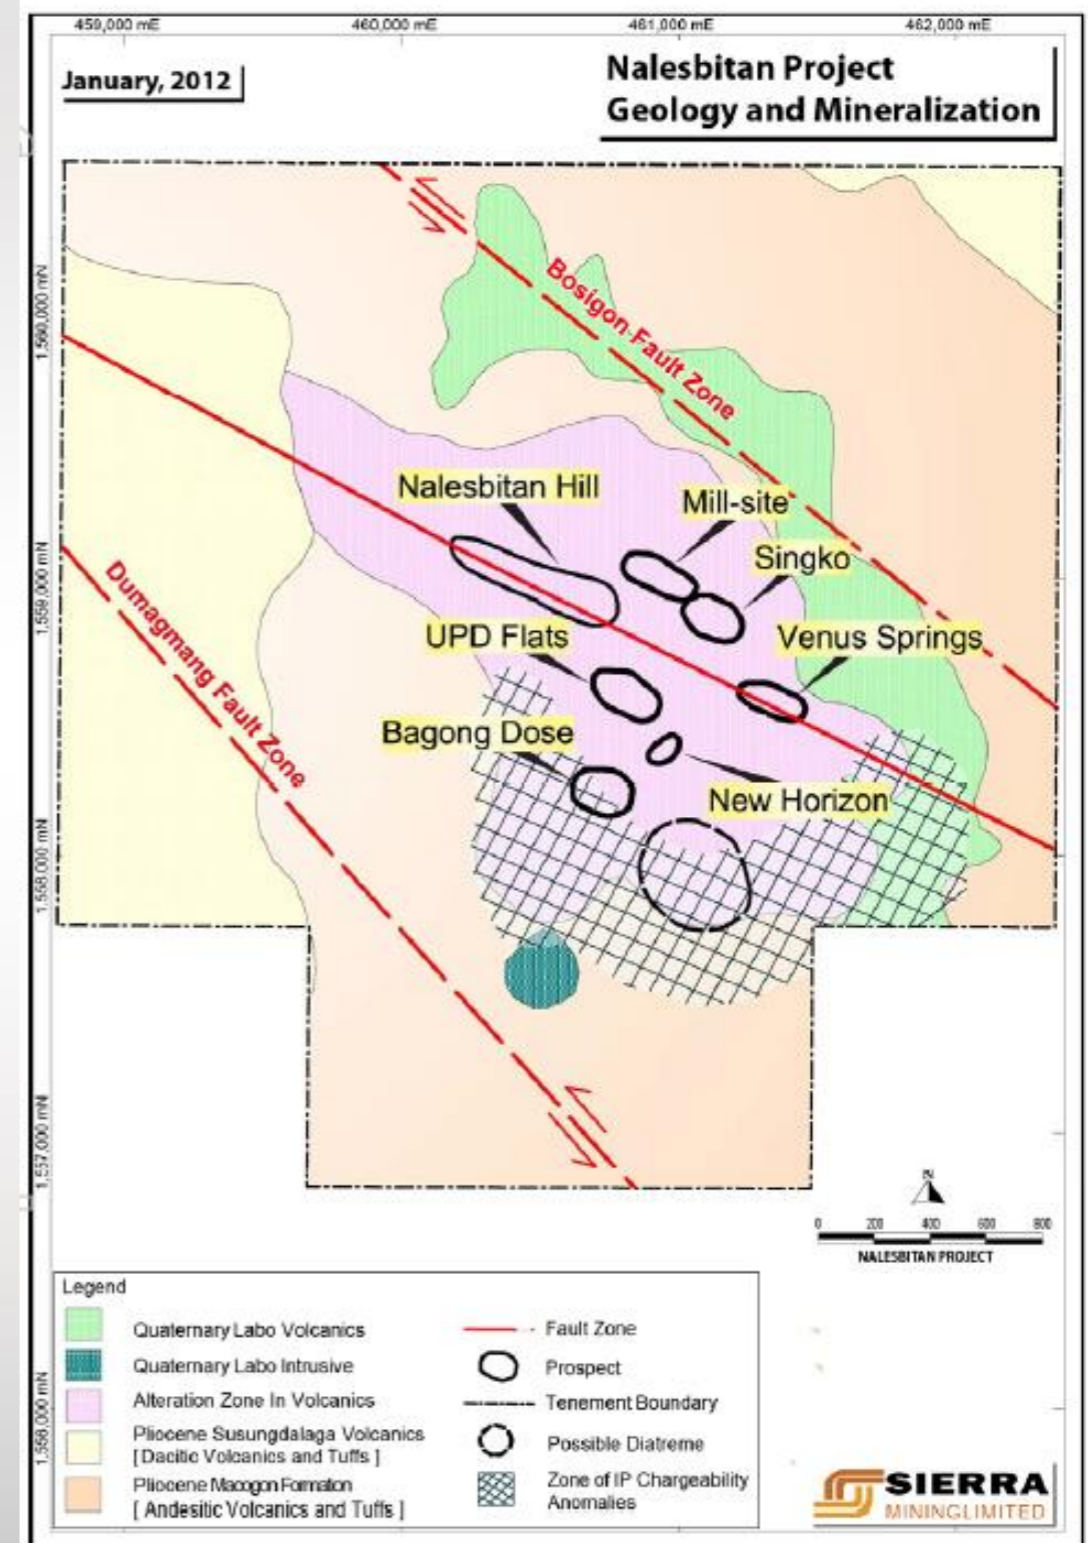 459,000 mE
460,000 mE
461,000 mE
462,000 mE
January, 2012
Nalesbitan Project
Geology and Mineralization
1,560,000 mN
1,559,000 mN
1,558,000 mN
1,557,000 mN
1,556,000 mN
Bosigon Fault Zone
Nalesbitan Hill
Mill-site
Singko
UPD Flats
Venus Springs
Dumagmang Fault Zone
Bagong Dose
New Horizon
N
0 200 400 600 800
NALESBITAN PROJECT
Legend
Quaternary Labo Volcanics
Quaternary Labo Intrusive
Alteration Zone In Volcanics
Pliocene Susungdalaga Volcanics
[Dacitic Volcanics and Tuffs ]
Pliocene Macogon Formation
[ Andesitic Volcanics and Tuffs ]
Fault Zone
Prospect
Tenement Boundary
Possible Diatreme
Zone of IP Chargeability
Anomalies
SIERRA
MINING LIMITED